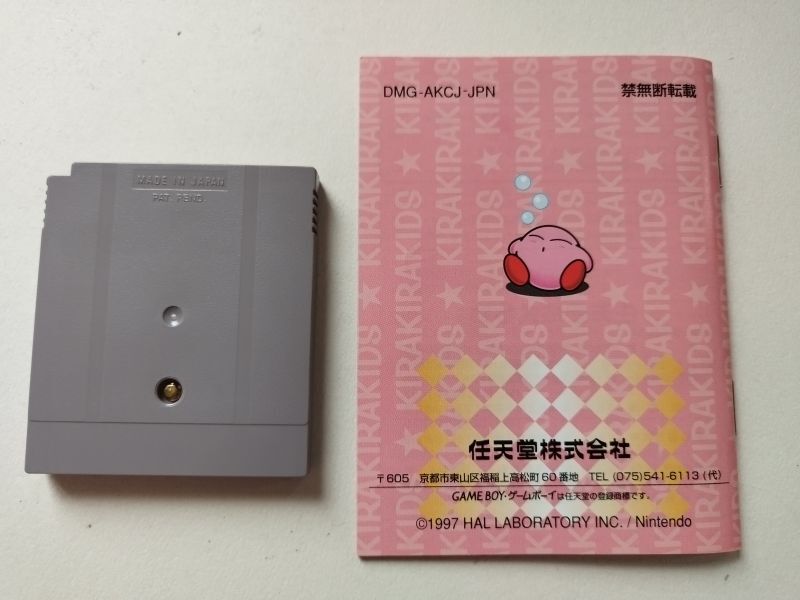 MADE IN JAPAN
PAT. PEND.
DMG-AKCJ-JPN
禁無断転載
KIRAKIDS ★ KIRAKIDS ★ KIRAKIDS
任天堂株式会社
〒605 京都市東山区福稲上高松町60番地 TEL (075)541-6113(代)
GAME BOY・ゲームボーイは任天堂の登録商標です。
©1997 HAL LABORATORY INC. / Nintendo